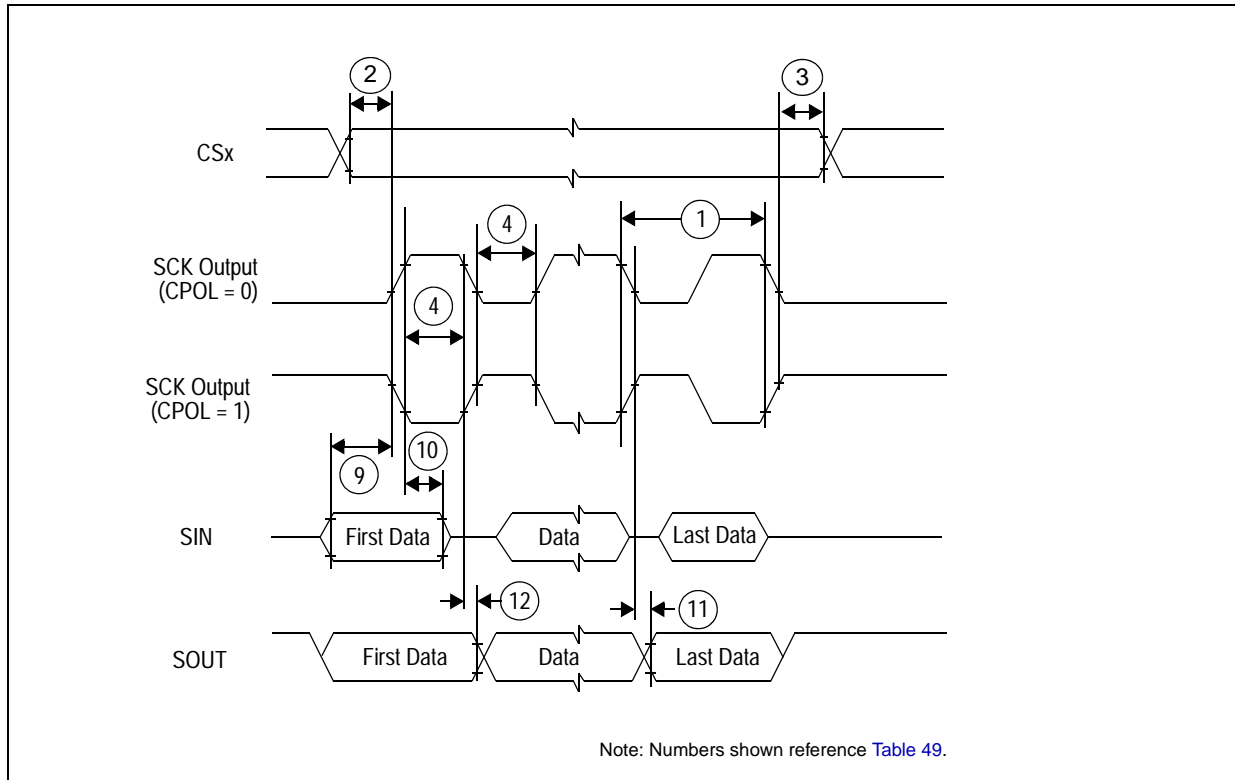 2
3
CSx
1
4
SCK Output
(CPOL = 0)
4
SCK Output
(CPOL = 1)
10
9
SIN
First Data
Data
Last Data
12
11
SOUT
First Data
Data
Last Data
Note: Numbers shown reference Table 49.